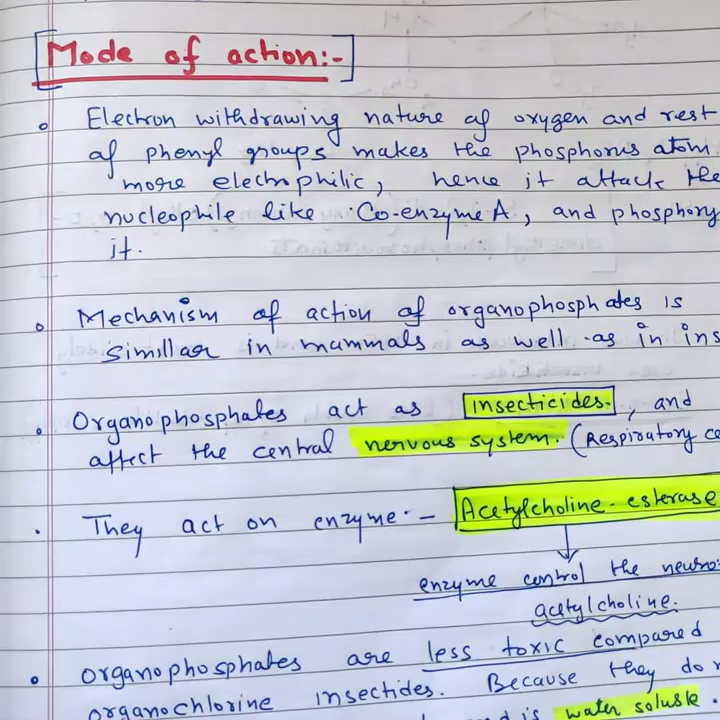 Mode of action:-
Electron withdrawing nature of oxygen and rest
of phenyl groups makes the phosphorus atom
more electrophilic, hence it attack the
nucleophile like Co-enzyme A, and phosphory
it.
Mechanism of action of organophosphates is
simillar in mammals as well as in ins
Organophosphates act as insecticides, and
affect the central nervous system. (Respiratory ce
They act on enzyme - Acetylcholine-esterase
enzyme control the neuro
acetylcholine.
organophosphates are less toxic compared
organochlorine insectides. Because they do n
is water soluble.